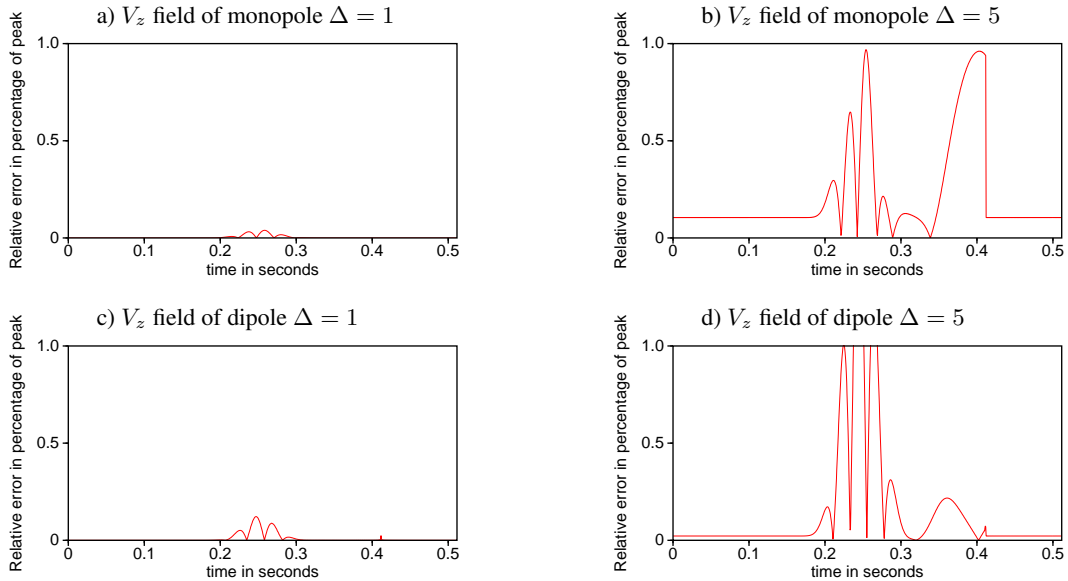 a) $V_z$ field of monopole $\Delta = 1$
Relative error in percentage of peak
1.0
0.5
0
0 0.1 0.2 0.3 0.4 0.5
time in seconds
b) $V_z$ field of monopole $\Delta = 5$
Relative error in percentage of peak
1.0
0.5
0
0 0.1 0.2 0.3 0.4 0.5
time in seconds
c) $V_z$ field of dipole $\Delta = 1$
Relative error in percentage of peak
1.0
0.5
0
0 0.1 0.2 0.3 0.4 0.5
time in seconds
d) $V_z$ field of dipole $\Delta = 5$
Relative error in percentage of peak
1.0
0.5
0
0 0.1 0.2 0.3 0.4 0.5
time in seconds